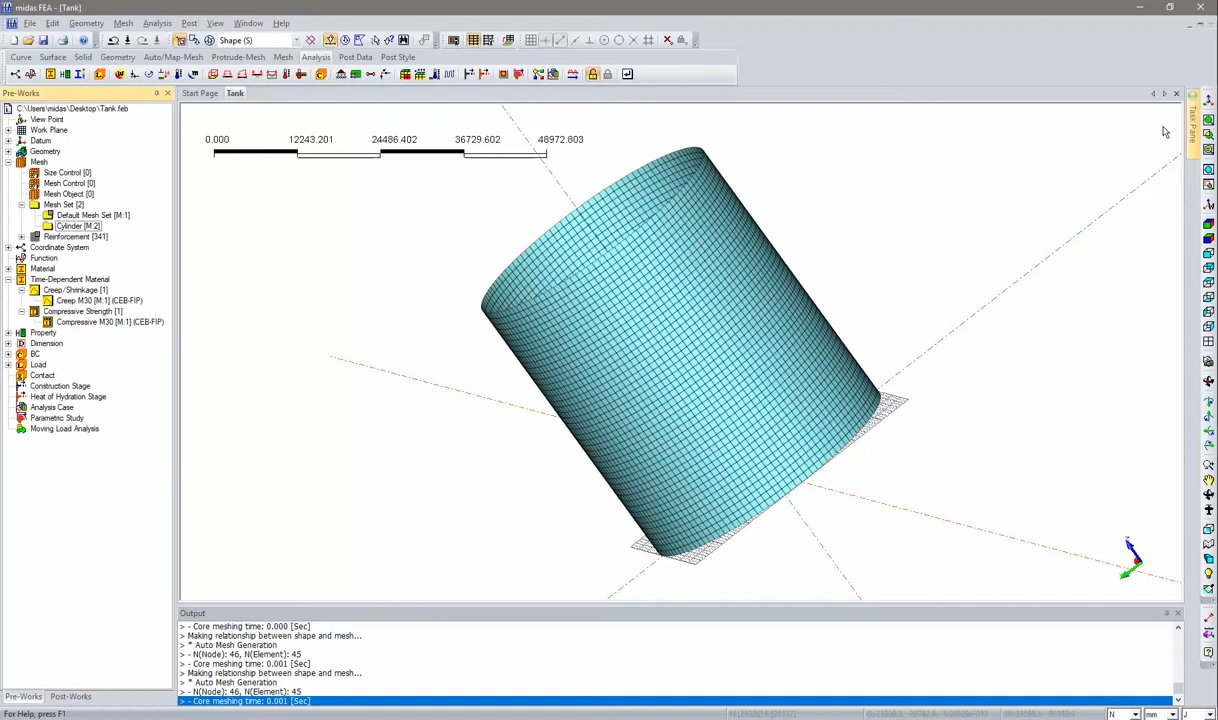 midas FEA - [Tank]
File Edit Geometry Mesh Analysis Post View Window Help
Shape (S)
Curve Surface Solid Geometry Auto/Map-Mesh Protrude-Mesh Mesh Analysis Post Data Post Style
Pre-Works
Start Page Tank
C:\Users\midas\Desktop\Tank.feb
View Point
Work Plane
Datum
Geometry
Mesh
Size Control [0]
Mesh Control [0]
Mesh Object [0]
Mesh Set [2]
Default Mesh Set [M:1]
Cylinder [M:2]
Reinforcement [341]
Coordinate System
Function
Material
Time-Dependent Material
Creep/Shrinkage [1]
Creep M30 [M:1] (CEB-FIP)
Compressive Strength [1]
Compressive M30 [M:1] (CEB-FIP)
Property
Dimension
BC
Load
Contact
Construction Stage
Heat of Hydration Stage
Analysis Case
Parametric Study
Moving Load Analysis
0.000 12243.201 24486.402 36729.602 48972.803
Task Pane
Z
Output
> - Core meshing time: 0.000 [Sec]
> Making relationship between shape and mesh...
> * Auto Mesh Generation
> - N(Node): 46, N(Element): 45
> - Core meshing time: 0.001 [Sec]
> Making relationship between shape and mesh...
> * Auto Mesh Generation
> - N(Node): 46, N(Element): 45
> - Core meshing time: 0.001 [Sec]
Pre-Works Post-Works
For Help, press F1
N mm J